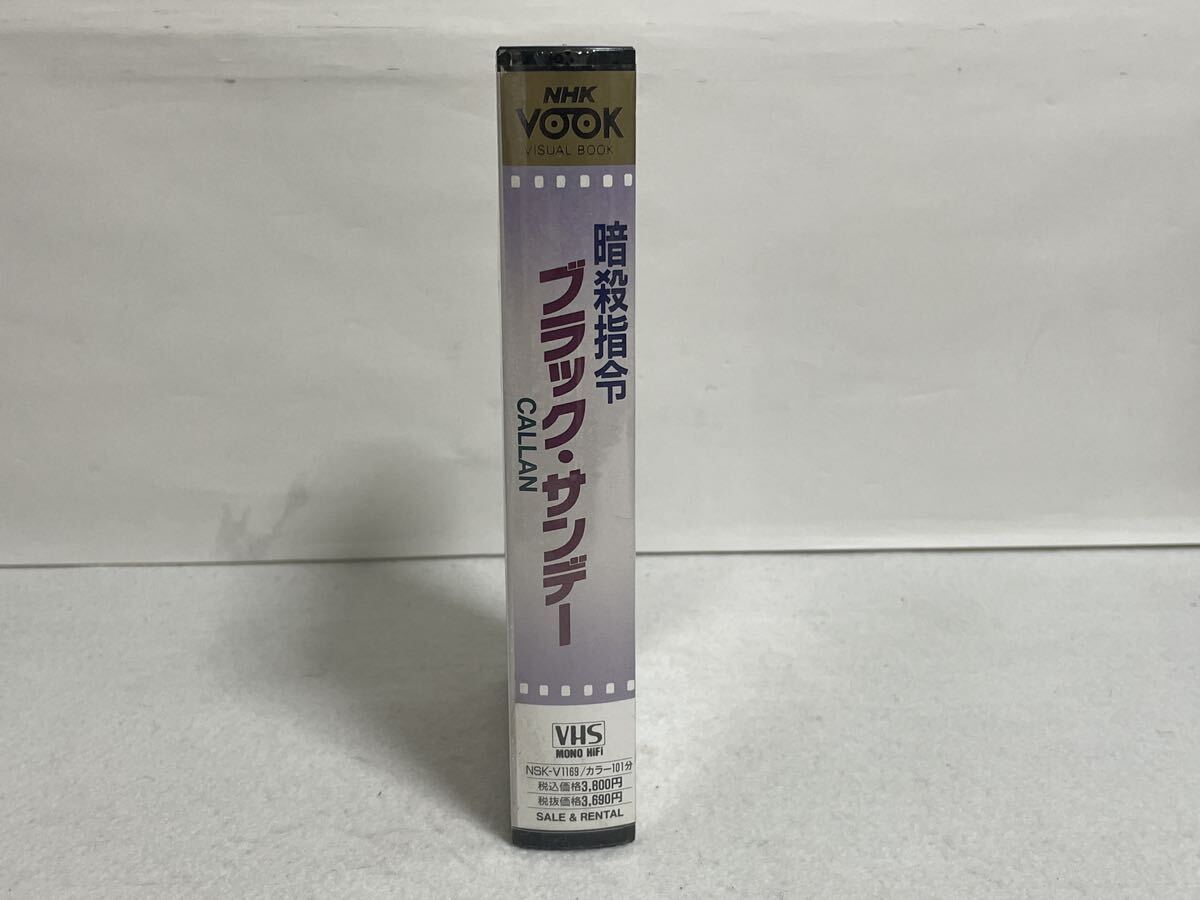 NHK
VOOK
VISUAL BOOK
暗殺指令
ブラック・サンデー
CALLAN
VHS
MONO HiFi
NSK-V1169/カラー101分
税込価格3,800円
税抜価格3,690円
SALE & RENTAL